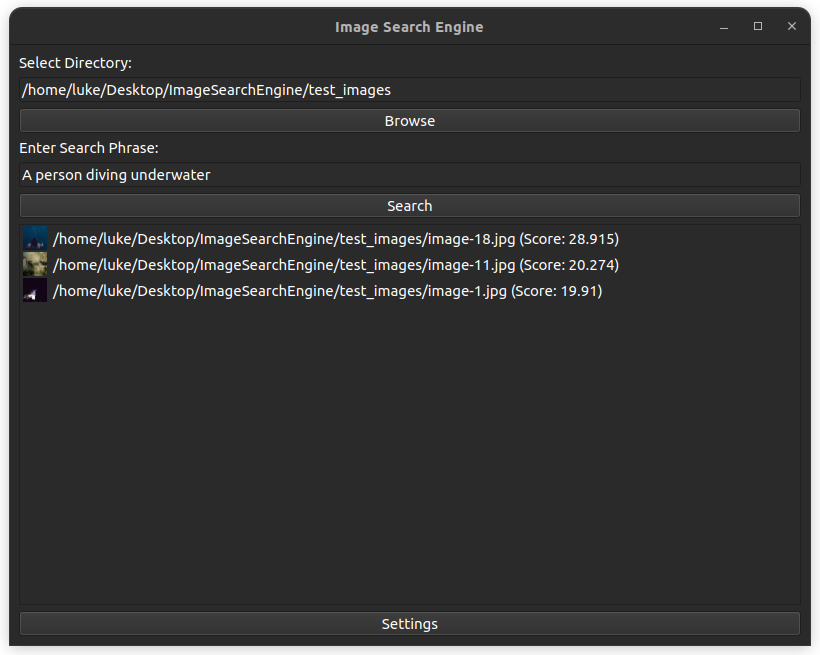 Image Search Engine
Select Directory:
/home/luke/Desktop/ImageSearchEngine/test_images
Browse
Enter Search Phrase:
A person diving underwater
Search
/home/luke/Desktop/ImageSearchEngine/test_images/image-18.jpg (Score: 28.915)
/home/luke/Desktop/ImageSearchEngine/test_images/image-11.jpg (Score: 20.274)
/home/luke/Desktop/ImageSearchEngine/test_images/image-1.jpg (Score: 19.91)
Settings